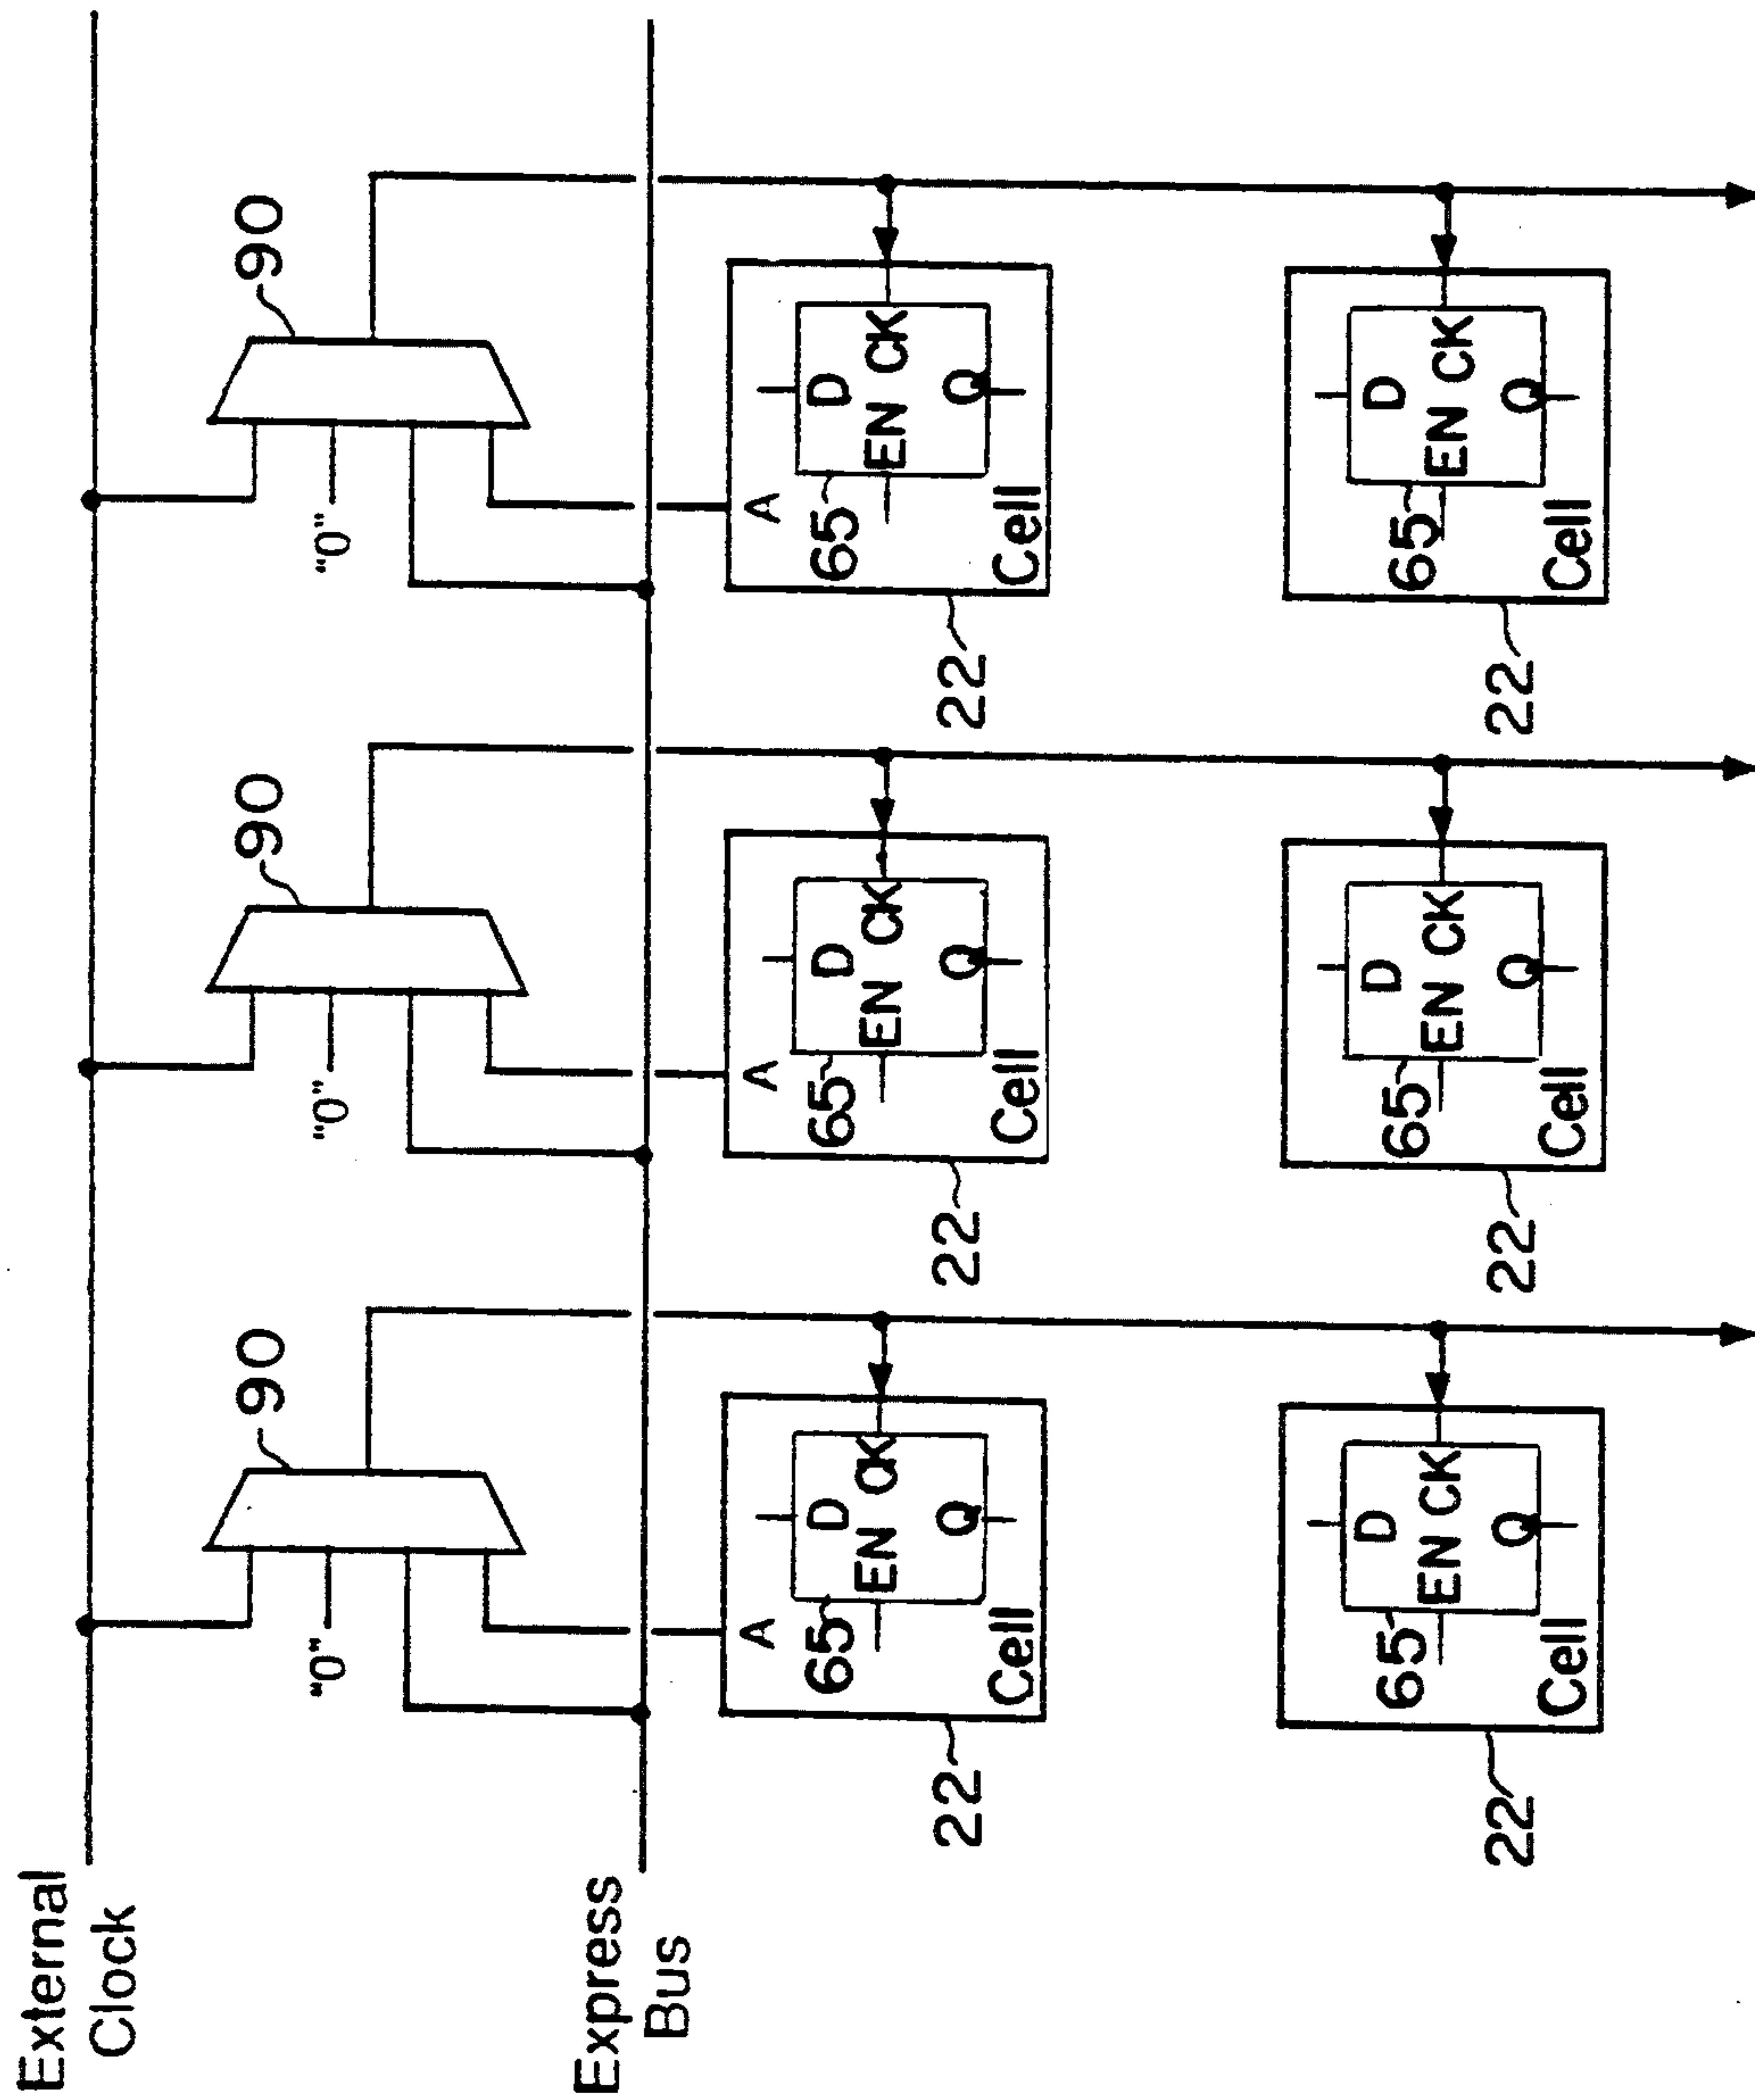 External
Clock
90
90
90
"0"
"0"
"0"
Express
Bus
A
65
D
EN CK
Q
Cell
22
A
65
D
EN CK
Q
Cell
22
A
65
D
EN CK
Q
Cell
22
65
D
EN CK
Q
Cell
22
65
D
EN CK
Q
Cell
22
65
D
EN CK
Q
Cell
22